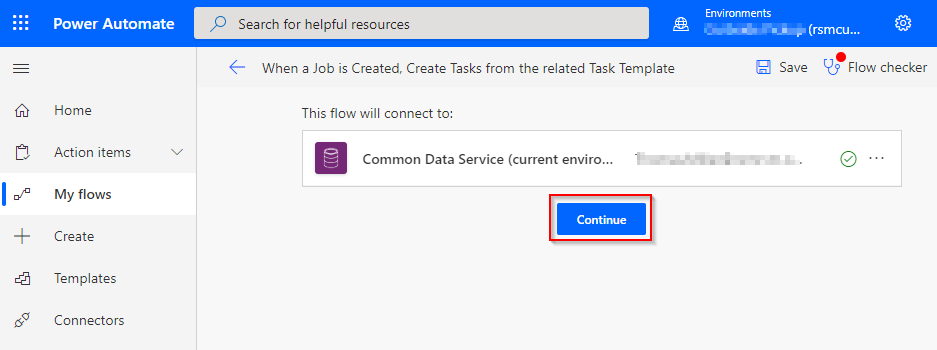 Power Automate
Search for helpful resources
Environments
(rsmcu...
When a Job is Created, Create Tasks from the related Task Template
Save
Flow checker
Home
Action items
My flows
Create
Templates
Connectors
This flow will connect to:
Common Data Service (current enviro...
Continue